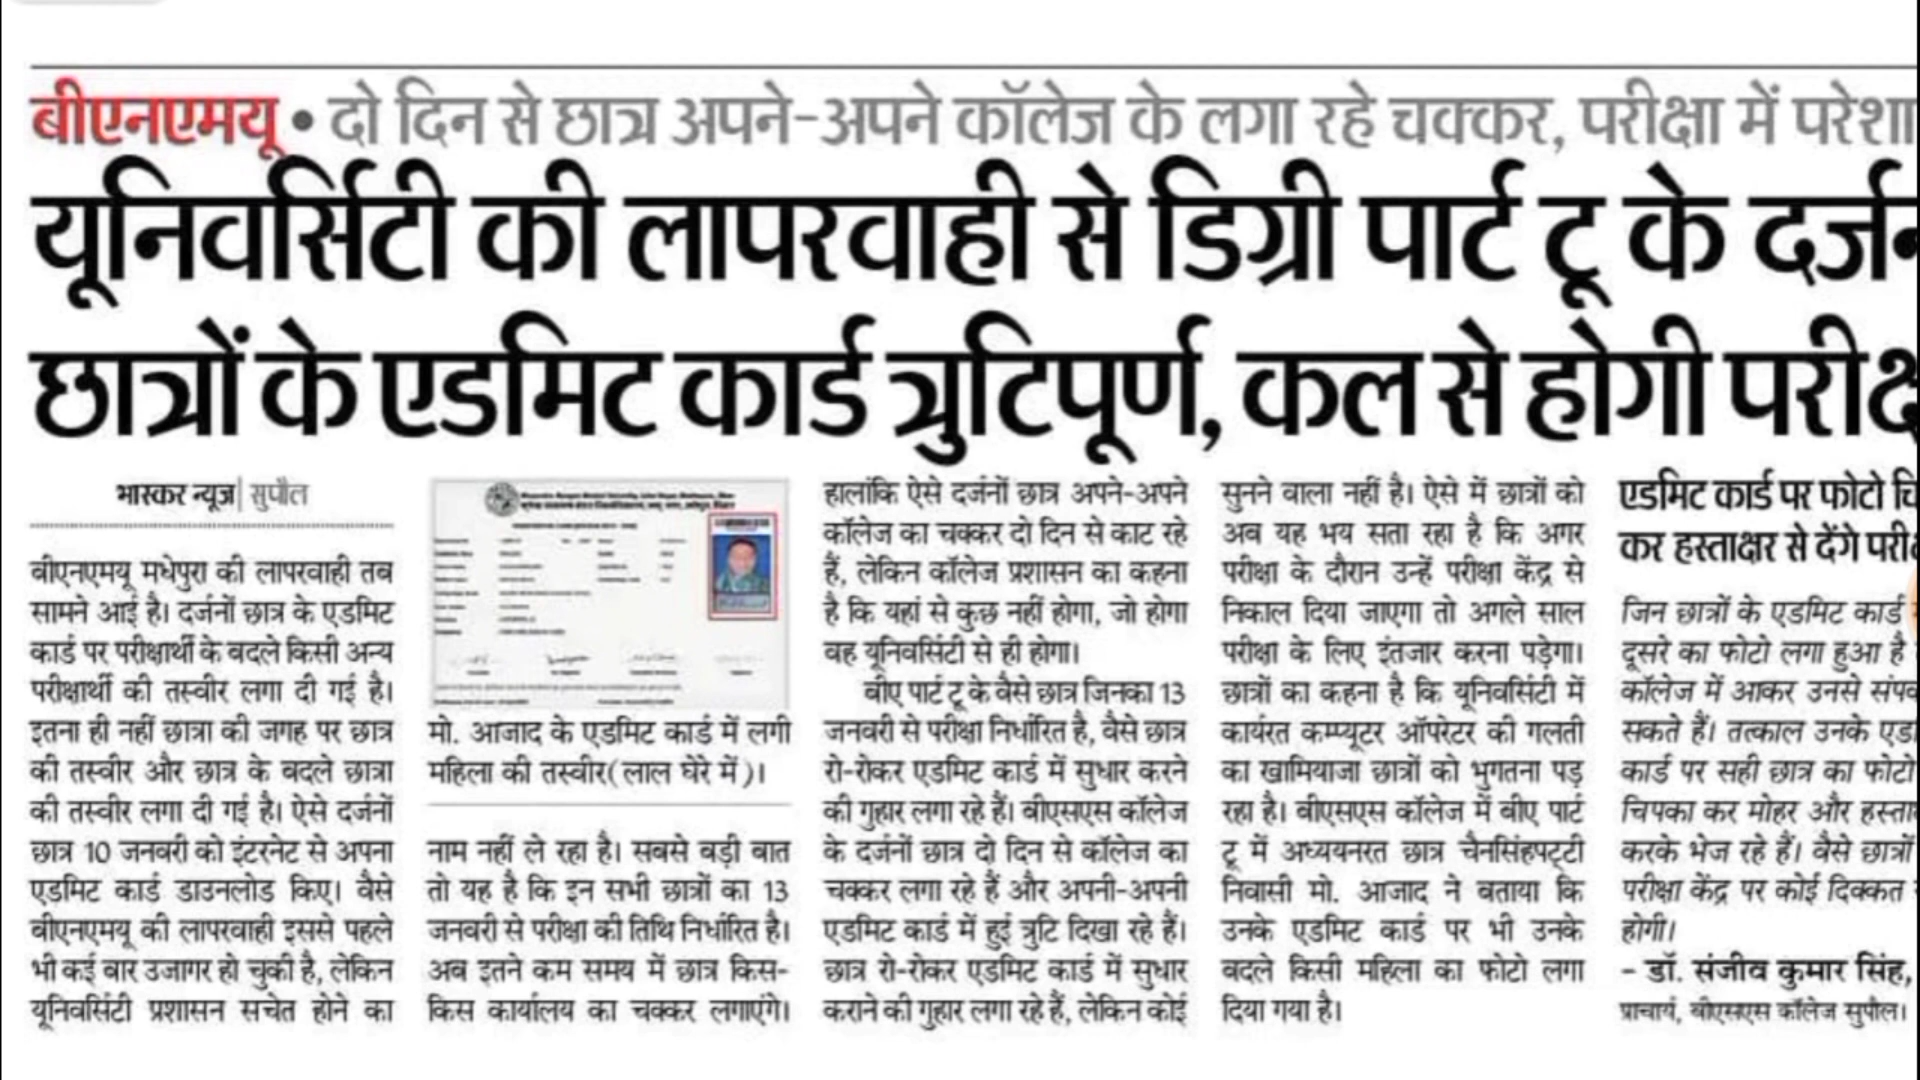 बीएनएमयू • दो दिन से छात्र अपने-अपने कॉलेज के लगा रहे चक्कर, परीक्षा में परेशा
यूनिवर्सिटी की लापरवाही से डिग्री पार्ट टू के दर्जन
छात्रों के एडमिट कार्ड त्रुटिपूर्ण, कल से होगी परीक्ष
भास्कर न्यूज| सुपौल
बीएनएमयू मधेपुरा की लापरवाही तब
सामने आई है। दर्जनों छात्र के एडमिट
कार्ड पर परीक्षार्थी के बदले किसी अन्य
परीक्षार्थी की तस्वीर लगा दी गई है।
इतना ही नहीं छात्रा की जगह पर छात्र
की तस्वीर और छात्र के बदले छात्रा
की तस्वीर लगा दी गई है। ऐसे दर्जनों
छात्र 10 जनवरी को इंटरनेट से अपना
एडमिट कार्ड डाउनलोड किए। वैसे
बीएनएमयू की लापरवाही इससे पहले
भी कई बार उजागर हो चुकी है, लेकिन
यूनिवर्सिटी प्रशासन सचेत होने का
मो. आजाद के एडमिट कार्ड में लगी
महिला की तस्वीर(लाल घेरे में)।
नाम नहीं ले रहा है। सबसे बड़ी बात
तो यह है कि इन सभी छात्रों का 13
जनवरी से परीक्षा की तिथि निर्धारित है।
अब इतने कम समय में छात्र किस-
किस कार्यालय का चक्कर लगाएंगे।
हालांकि ऐसे दर्जनों छात्र अपने-अपने
कॉलेज का चक्कर दो दिन से काट रहे
हैं, लेकिन कॉलेज प्रशासन का कहना
है कि यहां से कुछ नहीं होगा, जो होगा
वह यूनिवर्सिटी से ही होगा।
बीए पार्ट टू के वैसे छात्र जिनका 13
जनवरी से परीक्षा निर्धारित है, वैसे छात्र
रो-रोकर एडमिट कार्ड में सुधार करने
की गुहार लगा रहे हैं। बीएसएस कॉलेज
के दर्जनों छात्र दो दिन से कॉलेज का
चक्कर लगा रहे हैं और अपनी-अपनी
एडमिट कार्ड में हुई त्रुटि दिखा रहे हैं।
छात्र रो-रोकर एडमिट कार्ड में सुधार
कराने की गुहार लगा रहे हैं, लेकिन कोई
सुनने वाला नहीं है। ऐसे में छात्रों को
अब यह भय सता रहा है कि अगर
परीक्षा के दौरान उन्हें परीक्षा केंद्र से
निकाल दिया जाएगा तो अगले साल
परीक्षा के लिए इंतजार करना पड़ेगा।
छात्रों का कहना है कि यूनिवर्सिटी में
कार्यरत कम्प्यूटर ऑपरेटर की गलती
का खामियाजा छात्रों को भुगतना पड़
रहा है। बीएसएस कॉलेज में बीए पार्ट
टू में अध्ययनरत छात्र चैनसिंहपट्टी
निवासी मो. आजाद ने बताया कि
उनके एडमिट कार्ड पर भी उनके
बदले किसी महिला का फोटो लगा
दिया गया है।
एडमिट कार्ड पर फोटो चि
कर हस्ताक्षर से देंगे परी
जिन छात्रों के एडमिट कार्ड
दूसरे का फोटो लगा हुआ है
कॉलेज में आकर उनसे संप
सकते हैं। तत्काल उनके एड
कार्ड पर सही छात्र का फोटो
चिपका कर मोहर और हस्ता
करके भेज रहे हैं। वैसे छात्रों
परीक्षा केंद्र पर कोई दिक्कत
होगी।
- डॉ. संजीव कुमार सिंह,
प्राचार्य, बीएसएस कॉलेज सुपौल।